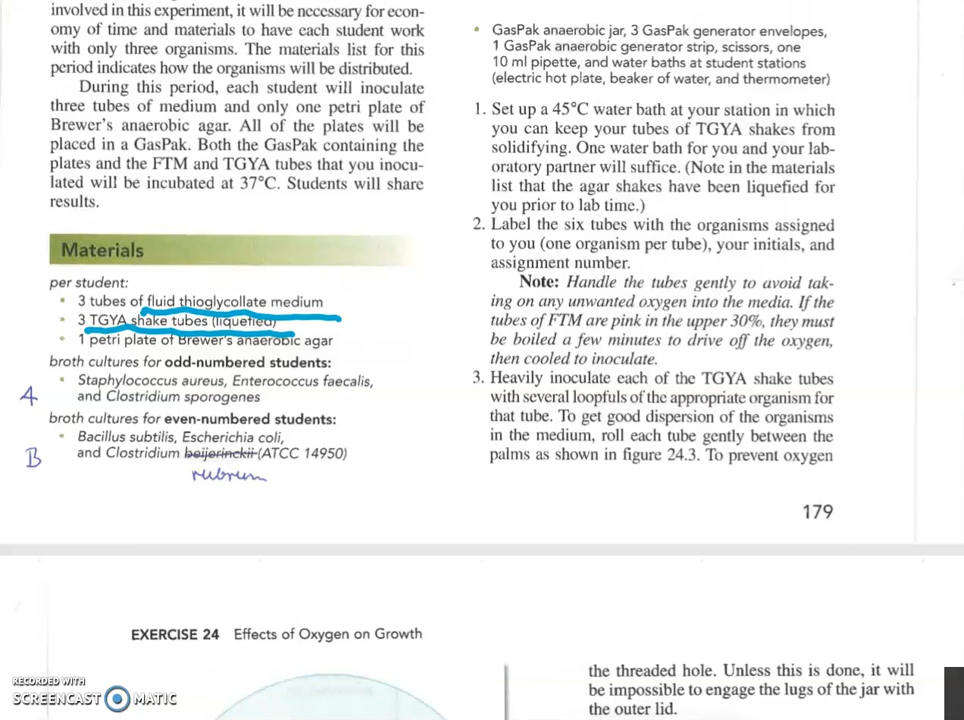 involved in this experiment, it will be necessary for econ-
omy of time and materials to have each student work
with only three organisms. The materials list for this
period indicates how the organisms will be distributed.
During this period, each student will inoculate
three tubes of medium and only one petri plate of
Brewer's anaerobic agar. All of the plates will be
placed in a GasPak. Both the GasPak containing the
plates and the FTM and TGYA tubes that you inocu-
lated will be incubated at 37°C. Students will share
results.
Materials
per student:
• 3 tubes of fluid thioglycollate medium
• 3 TGYA shake tubes (liquefied)
• 1 petri plate of Brewer's anaerobic agar
broth cultures for odd-numbered students:
• Staphylococcus aureus, Enterococcus faecalis,
and Clostridium sporogenes
A
broth cultures for even-numbered students:
• Bacillus subtilis, Escherichia coli,
and Clostridium beijerinckii (ATCC 14950)
B
rubrum
• GasPak anaerobic jar, 3 GasPak generator envelopes,
1 GasPak anaerobic generator strip, scissors, one
10 ml pipette, and water baths at student stations
(electric hot plate, beaker of water, and thermometer)
1. Set up a 45°C water bath at your station in which
you can keep your tubes of TGYA shakes from
solidifying. One water bath for you and your lab-
oratory partner will suffice. (Note in the materials
list that the agar shakes have been liquefied for
you prior to lab time.)
2. Label the six tubes with the organisms assigned
to you (one organism per tube), your initials, and
assignment number.
Note: Handle the tubes gently to avoid tak-
ing on any unwanted oxygen into the media. If the
tubes of FTM are pink in the upper 30%, they must
be boiled a few minutes to drive off the oxygen,
then cooled to inoculate.
3. Heavily inoculate each of the TGYA shake tubes
with several loopfuls of the appropriate organism for
that tube. To get good dispersion of the organisms
in the medium, roll each tube gently between the
palms as shown in figure 24.3. To prevent oxygen
179
EXERCISE 24 Effects of Oxygen on Growth
the threaded hole. Unless this is done, it will
be impossible to engage the lugs of the jar with
the outer lid.
RECORDED WITH
SCREENCAST MATIC